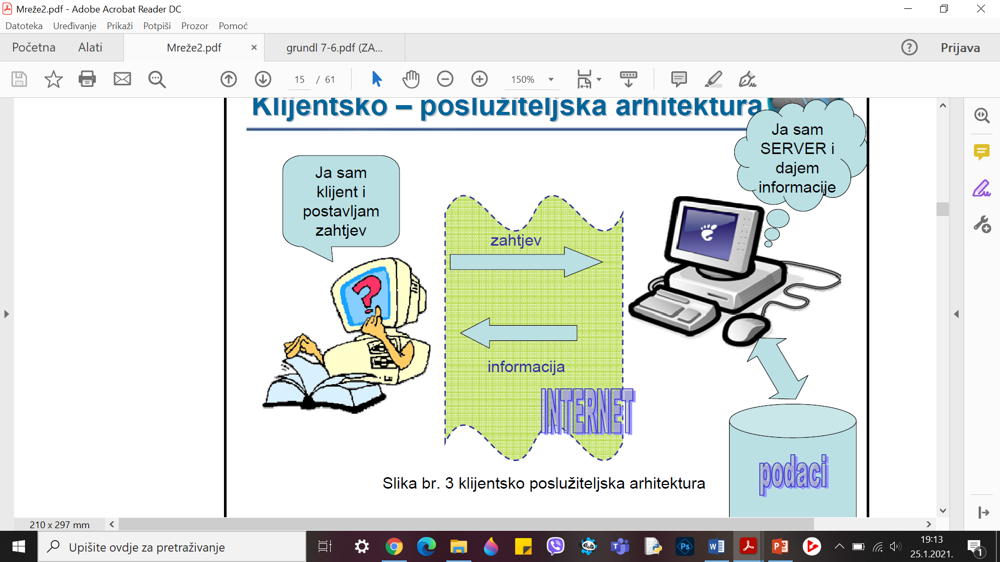 Mreže2.pdf - Adobe Acrobat Reader DC
Datoteka Uređivanje Prikaži Potpiši Prozor Pomoć
Početna Alati Mreže2.pdf grundl 7-6.pdf (ZA... Prijava
15 / 61 150%
Klijentsko – poslužiteljska arhitektura
Ja sam
SERVER i
dajem
informacije
Ja sam
klijent i
postavljam
zahtjev
zahtjev
informacija
INTERNET
podaci
Slika br. 3 klijentsko poslužiteljska arhitektura
210 x 297 mm
Upišite ovdje za pretraživanje
Ps
19:13
25.1.2021.
1